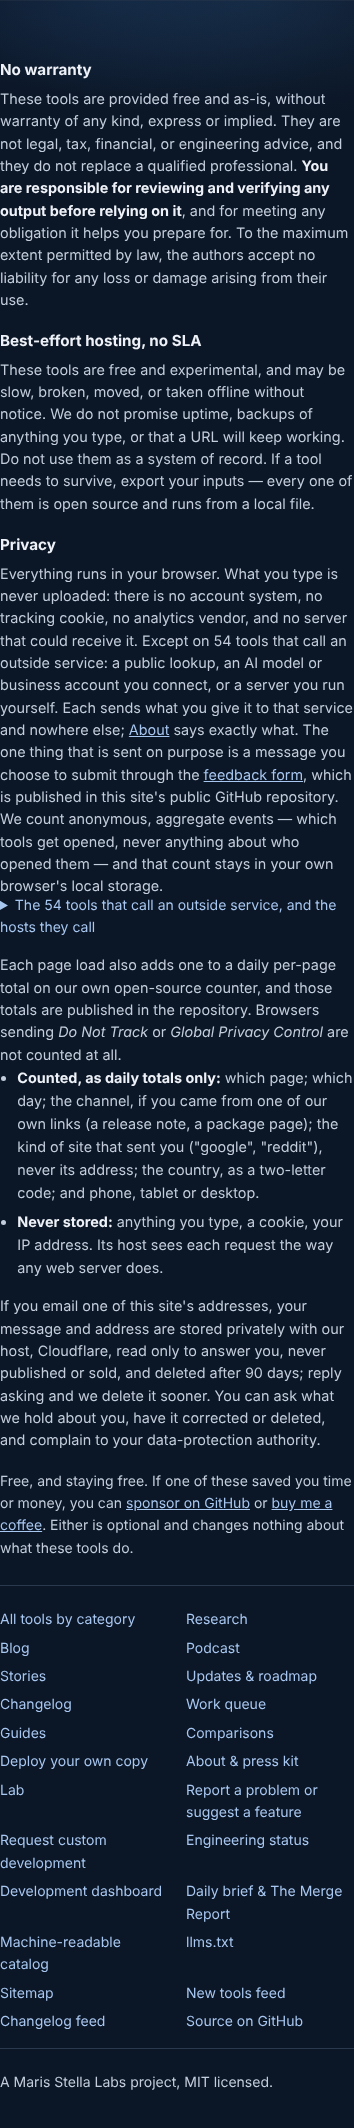 No warranty
These tools are provided free and as-is, without
warranty of any kind, express or implied. They are
not legal, tax, financial, or engineering advice, and
they do not replace a qualified professional. You
are responsible for reviewing and verifying any
output before relying on it, and for meeting any
obligation it helps you prepare for. To the maximum
extent permitted by law, the authors accept no
liability for any loss or damage arising from their
use.
Best-effort hosting, no SLA
These tools are free and experimental, and may be
slow, broken, moved, or taken offline without
notice. We do not promise uptime, backups of
anything you type, or that a URL will keep working.
Do not use them as a system of record. If a tool
needs to survive, export your inputs — every one of
them is open source and runs from a local file.
Privacy
Everything runs in your browser. What you type is
never uploaded: there is no account system, no
tracking cookie, no analytics vendor, and no server
that could receive it. Except on 54 tools that call an
outside service: a public lookup, an AI model or
business account you connect, or a server you run
yourself. Each sends what you give it to that service
and nowhere else; About says exactly what. The
one thing that is sent on purpose is a message you
choose to submit through the feedback form, which
is published in this site's public GitHub repository.
We count anonymous, aggregate events — which
tools get opened, never anything about who
opened them — and that count stays in your own
browser's local storage.
▶ The 54 tools that call an outside service, and the
hosts they call
Each page load also adds one to a daily per-page
total on our own open-source counter, and those
totals are published in the repository. Browsers
sending Do Not Track or Global Privacy Control are
not counted at all.
• Counted, as daily totals only: which page; which
day; the channel, if you came from one of our
own links (a release note, a package page); the
kind of site that sent you ("google", "reddit"),
never its address; the country, as a two-letter
code; and phone, tablet or desktop.
• Never stored: anything you type, a cookie, your
IP address. Its host sees each request the way
any web server does.
If you email one of this site's addresses, your
message and address are stored privately with our
host, Cloudflare, read only to answer you, never
published or sold, and deleted after 90 days; reply
asking and we delete it sooner. You can ask what
we hold about you, have it corrected or deleted,
and complain to your data-protection authority.
Free, and staying free. If one of these saved you time
or money, you can sponsor on GitHub or buy me a
coffee. Either is optional and changes nothing about
what these tools do.
All tools by category
Research
Blog
Podcast
Stories
Updates & roadmap
Changelog
Work queue
Guides
Comparisons
Deploy your own copy
About & press kit
Lab
Report a problem or
suggest a feature
Request custom
development
Engineering status
Development dashboard
Daily brief & The Merge
Report
Machine-readable
catalog
llms.txt
Sitemap
New tools feed
Changelog feed
Source on GitHub
A Maris Stella Labs project, MIT licensed.